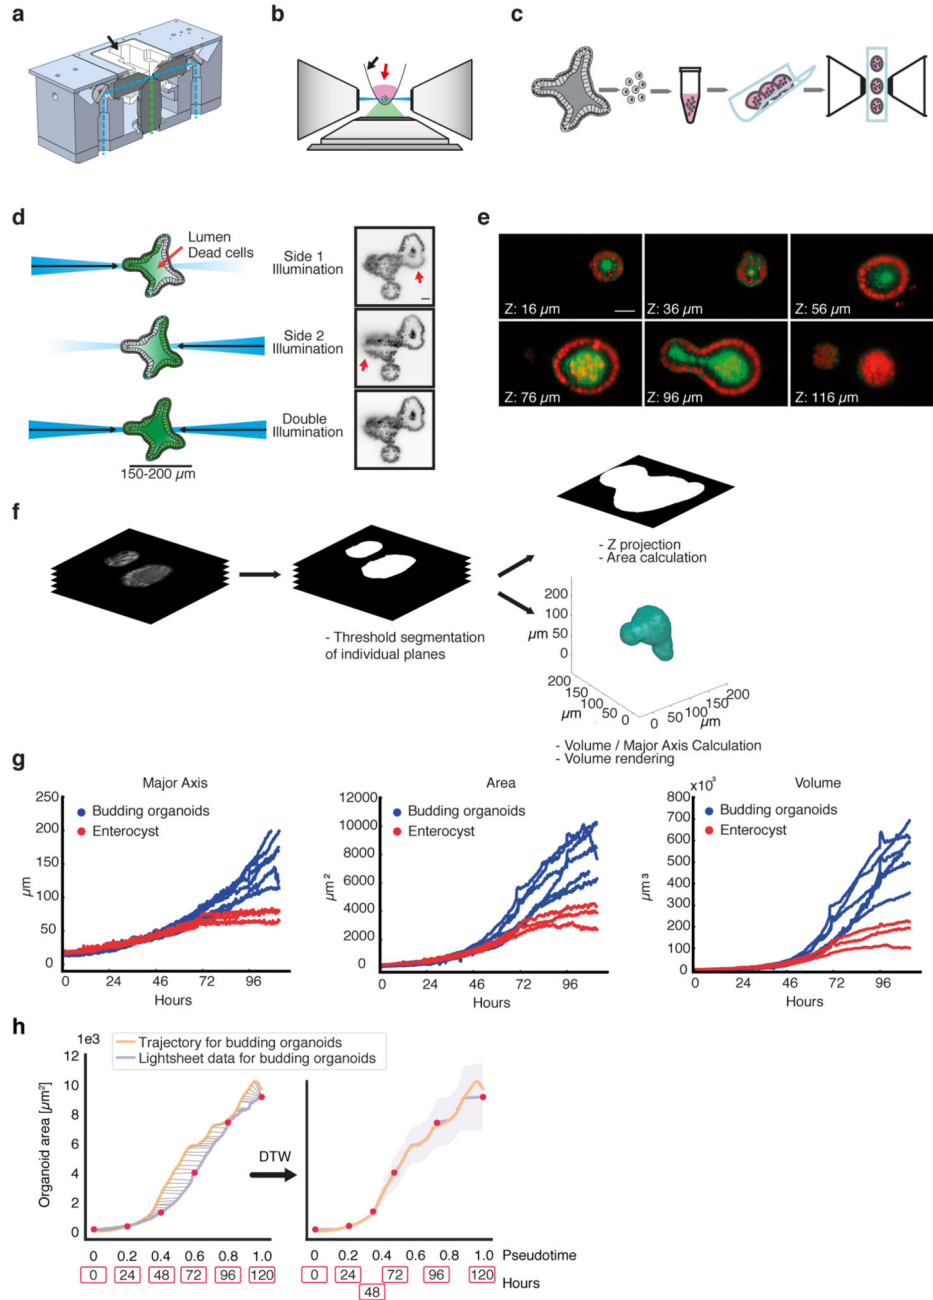 a
b
c
d
Lumen
Dead cells
Side 1
Illumination
Side 2
Illumination
Double
Illumination
150-200 µm
e
Z: 16 µm
Z: 36 µm
Z: 56 µm
Z: 76 µm
Z: 96 µm
Z: 116 µm
f
- Threshold segmentation
of individual planes
- Z projection
- Area calculation
200
100
µm 50
0
200
150
100
50
0
µm
0
50
100
150
200
µm
- Volume / Major Axis Calculation
- Volume rendering
g
Major Axis
250
200
150
100
50
0
µm
Budding organoids
Enterocyst
0 24 46 72 96
Hours
Area
12000
10000
8000
6000
4000
2000
0
µm²
Budding organoids
Enterocyst
0 24 46 72 96
Hours
Volume
x10³
800
700
600
500
400
300
200
100
0
µm³
Budding organoids
Enterocyst
0 24 46 72 96
Hours
h
1e3
Trajectory for budding organoids
Lightsheet data for budding organoids
12
10
8
6
4
2
0
Organoid area [µm²]
DTW
0 0.2 0.4 0.6 0.8 1.0
0 24 48 72 96 120
0 0.2 0.4 0.6 0.8 1.0 Pseudotime
0 24 72 96 120 Hours
48